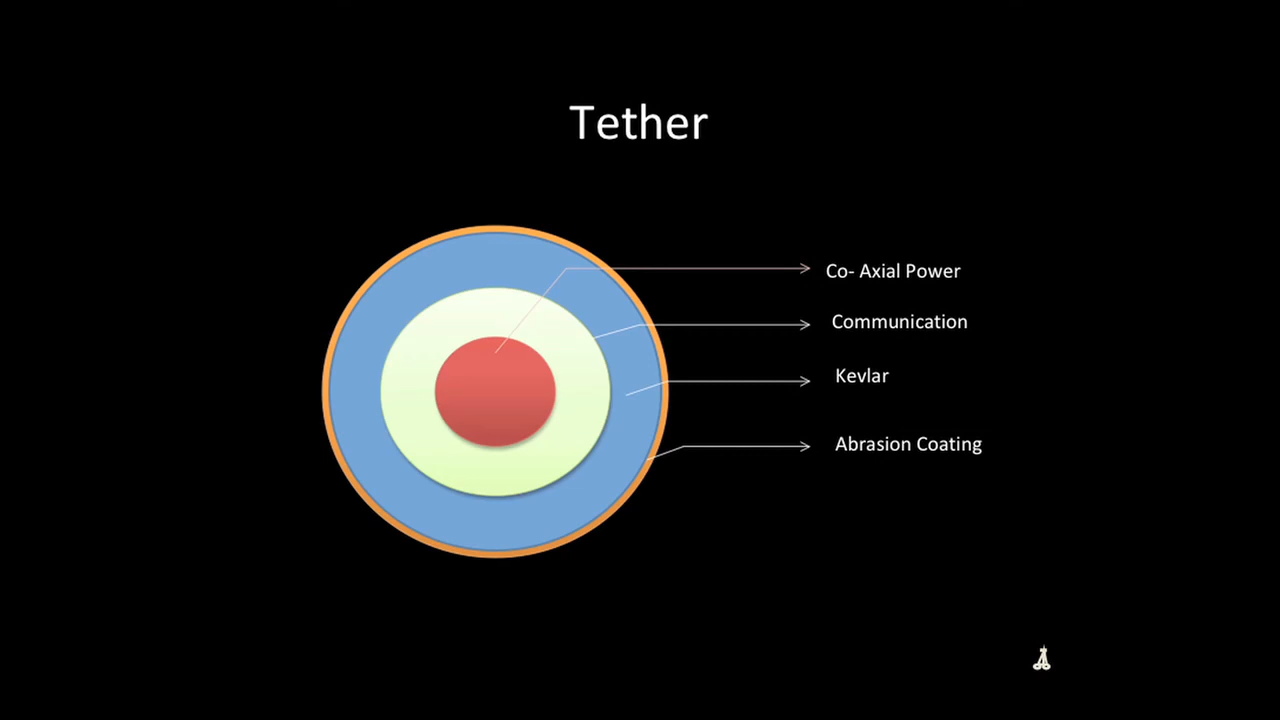 Tether
Co- Axial Power
Communication
Kevlar
Abrasion Coating